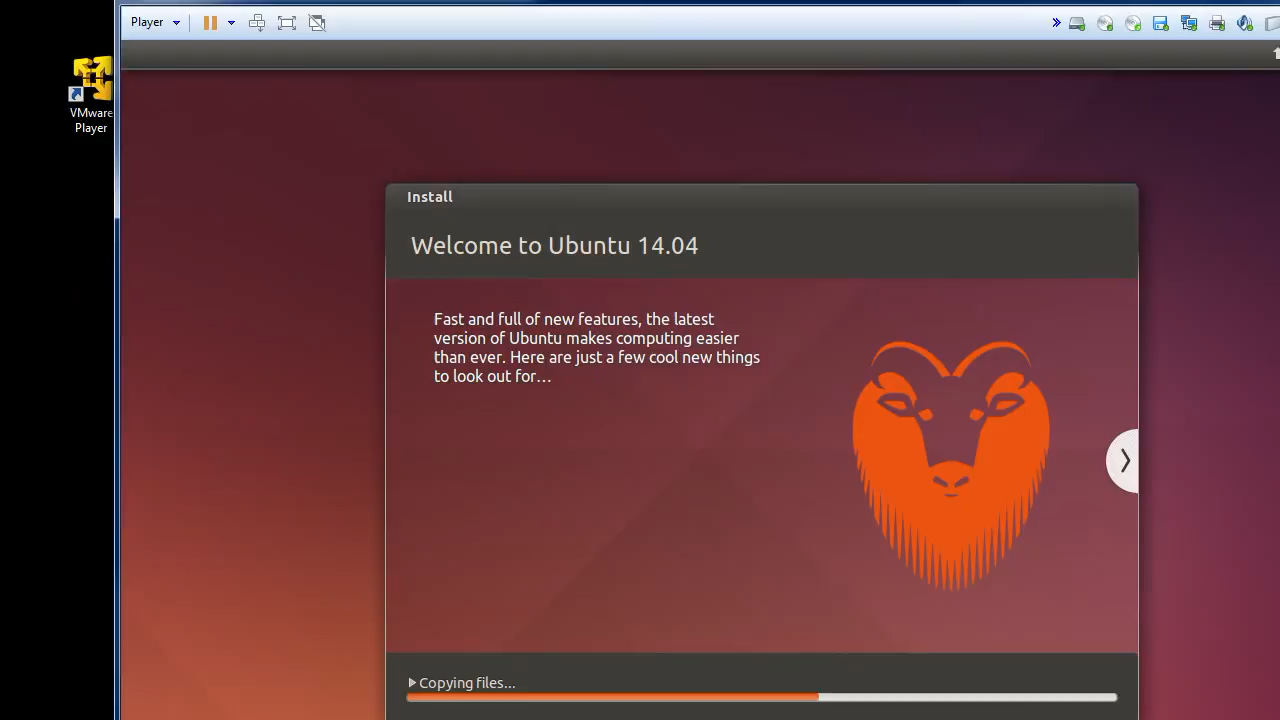 Player
VMware
Player
Install
Welcome to Ubuntu 14.04
Fast and full of new features, the latest
version of Ubuntu makes computing easier
than ever. Here are just a few cool new things
to look out for...
Copying files...